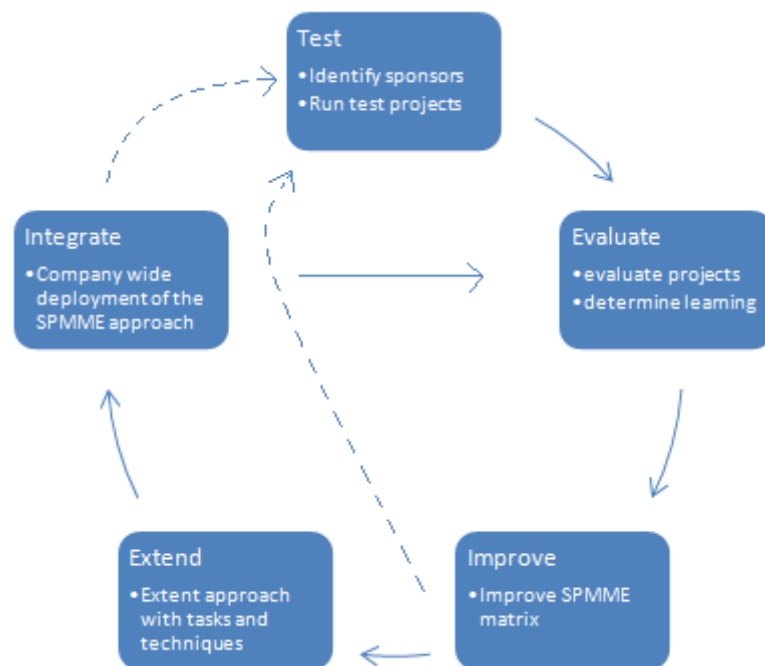 Test
•Identify sponsors
•Run test projects
Integrate
•Company wide
deployment of the
SPMME approach
Evaluate
•evaluate projects
•determine learning
Extend
•Extent approach
with tasks and
techniques
Improve
•Improve SPMME
matrix